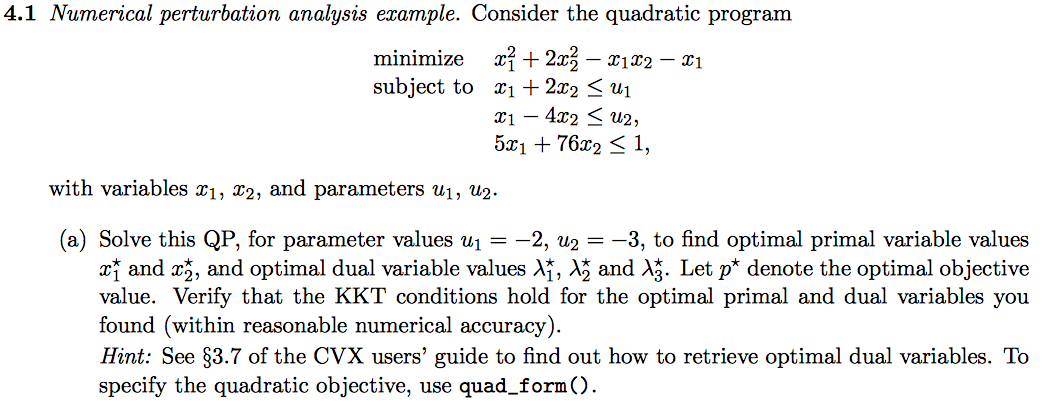 4.1 Numerical perturbation analysis example. Consider the quadratic program
minimize x₁² + 2x₂² − x₁x₂ − x₁
subject to x₁ + 2x₂ ≤ u₁
x₁ − 4x₂ ≤ u₂,
5x₁ + 76x₂ ≤ 1,
with variables x₁, x₂, and parameters u₁, u₂.
(a) Solve this QP, for parameter values u₁ = −2, u₂ = −3, to find optimal primal variable values
x₁⋆ and x₂⋆, and optimal dual variable values λ₁⋆, λ₂⋆ and λ₃⋆. Let p⋆ denote the optimal objective
value. Verify that the KKT conditions hold for the optimal primal and dual variables you
found (within reasonable numerical accuracy).
Hint: See §3.7 of the CVX users’ guide to find out how to retrieve optimal dual variables. To
specify the quadratic objective, use quad_form().